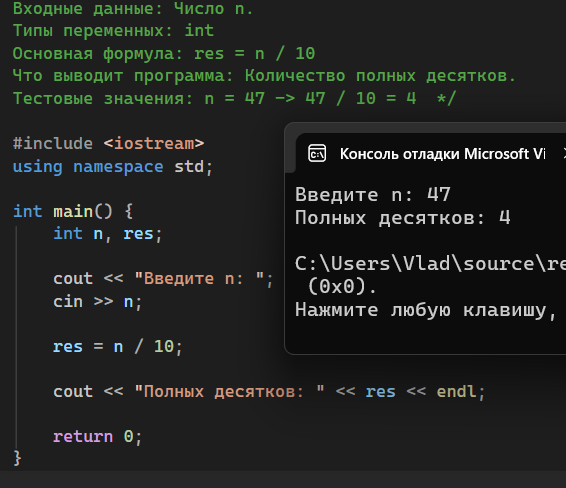 Входные данные: Число n.
Типы переменных: int
Основная формула: res = n / 10
Что выводит программа: Количество полных десятков.
Тестовые значения: n = 47 -> 47 / 10 = 4 */
#include <iostream>
using namespace std;
int main() {
int n, res;
cout << "Введите n: ";
cin >> n;
res = n / 10;
cout << "Полных десятков: " << res << endl;
return 0;
}
Консоль отладки Microsoft Vi
Введите n: 47
Полных десятков: 4
C:\Users\Vlad\source\re
(0x0).
Нажмите любую клавишу,